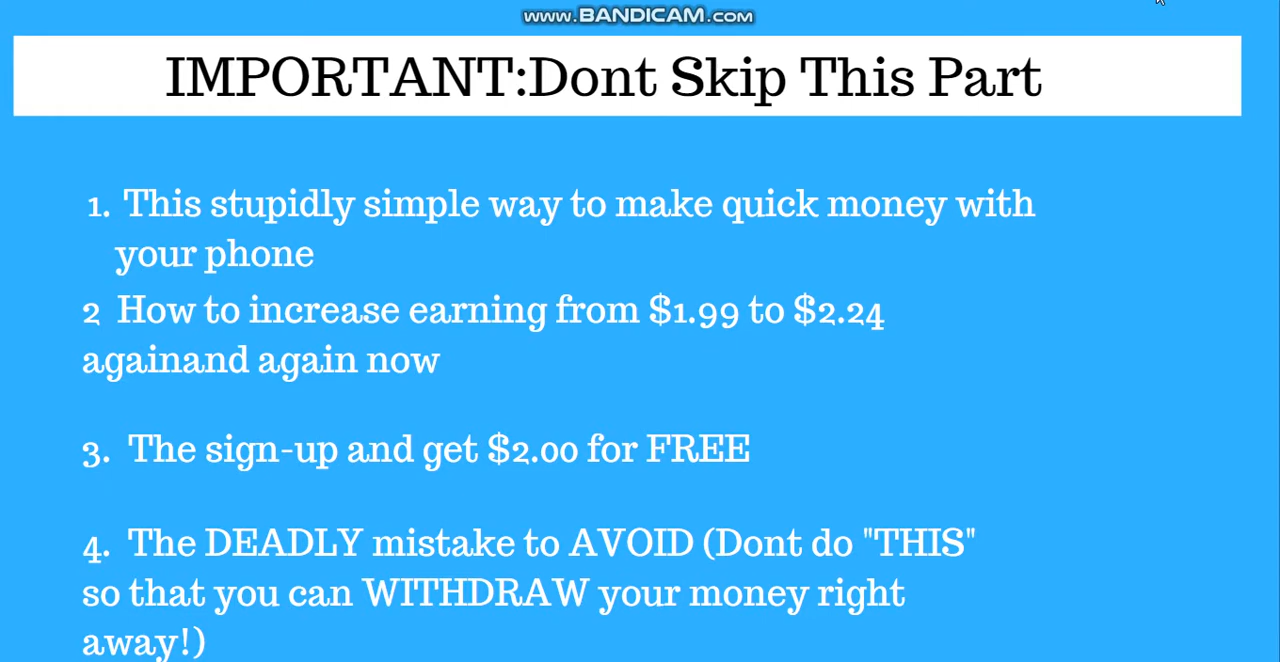 www.BANDICAM.com
IMPORTANT:Dont Skip This Part
1. This stupidly simple way to make quick money with
your phone
2 How to increase earning from $1.99 to $2.24
againand again now
3. The sign-up and get $2.00 for FREE
4. The DEADLY mistake to AVOID (Dont do "THIS"
so that you can WITHDRAW your money right
away!)